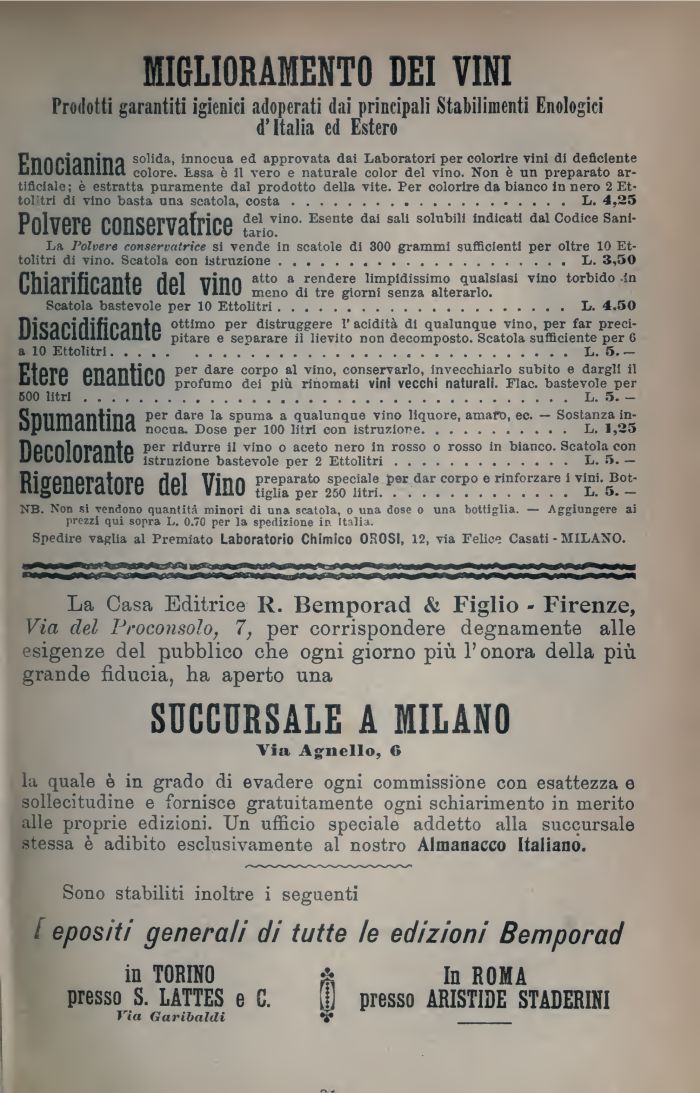 MIGLIORAMENTO DEI VINI
Prodotti garantiti igienici adoperati dai principali Stabilimenti Enologici
d'Italia ed Estero
Enocianina solida, innocua ed approvata dai Laboratori per colorire vini di deficiente
colore. Essa è il vero e naturale color del vino. Non è un preparato ar-
tificiale; è estratta puramente dal prodotto della vite. Per colorire da bianco in nero 2 Et-
tolitri di vino basta una scatola, costa . . . . . . . . . . . . . . . . . . . . L. 4,25
Polvere conservatrice del vino. Esente dai sali solubili indicati dal Codice Sani-
tario.
La Polvere conservatrice si vende in scatole di 300 grammi sufficienti per oltre 10 Et-
tolitri di vino. Scatola con istruzione . . . . . . . . . . . . . . . . . . . . . L. 3,50
Chiarificante del vino atto a rendere limpidissimo qualsiasi vino torbido in
meno di tre giorni senza alterarlo.
Scatola bastevole per 10 Ettolitri . . . . . . . . . . . . . . . . . . . . . L. 4.50
Disacidificante ottimo per distruggere l'acidità di qualunque vino, per far preci-
pitare e separare il lievito non decomposto. Scatola sufficiente per 6
a 10 Ettolitri. . . . . . . . . . . . . . . . . . . . . . . . . . . . . . . . . L. 5. —
Etere enantico per dare corpo al vino, conservarlo, invecchiarlo subito e dargli il
profumo dei più rinomati vini vecchi naturali. Flac. bastevole per
500 litri . . . . . . . . . . . . . . . . . . . . . . . . . . . . . . . . . . . L. 5. —
Spumantina per dare la spuma a qualunque vino liquore, amaro, ec. — Sostanza in-
nocua. Dose per 100 litri con istruzione. . . . . . . . . . . L. 1,25
Decolorante per ridurre il vino o aceto nero in rosso o rosso in bianco. Scatola con
istruzione bastevole per 2 Ettolitri . . . . . . . . . . . . . L. 5. —
Rigeneratore del Vino preparato speciale per dar corpo e rinforzare i vini. Bot-
tiglia per 250 litri. . . . . . . . . . . . . . L. 5. —
NB. Non si vendono quantità minori di una scatola, o una dose o una bottiglia. — Aggiungere ai
prezzi qui sopra L. 0.70 per la spedizione in Italia.
Spedire vaglia al Premiato Laboratorio Chimico OROSI, 12, via Felice Casati - MILANO.
La Casa Editrice R. Bemporad & Figlio - Firenze,
Via del Proconsolo, 7, per corrispondere degnamente alle
esigenze del pubblico che ogni giorno più l'onora della più
grande fiducia, ha aperto una
SUCCURSALE A MILANO
Via Agnello, 6
la quale è in grado di evadere ogni commissione con esattezza e
sollecitudine e fornisce gratuitamente ogni schiarimento in merito
alle proprie edizioni. Un ufficio speciale addetto alla succursale
stessa è adibito esclusivamente al nostro Almanacco Italiano.
Sono stabiliti inoltre i seguenti
epositi generali di tutte le edizioni Bemporad
in TORINO
presso S. LATTES e C.
Via Garibaldi
In ROMA
presso ARISTIDE STADERINI